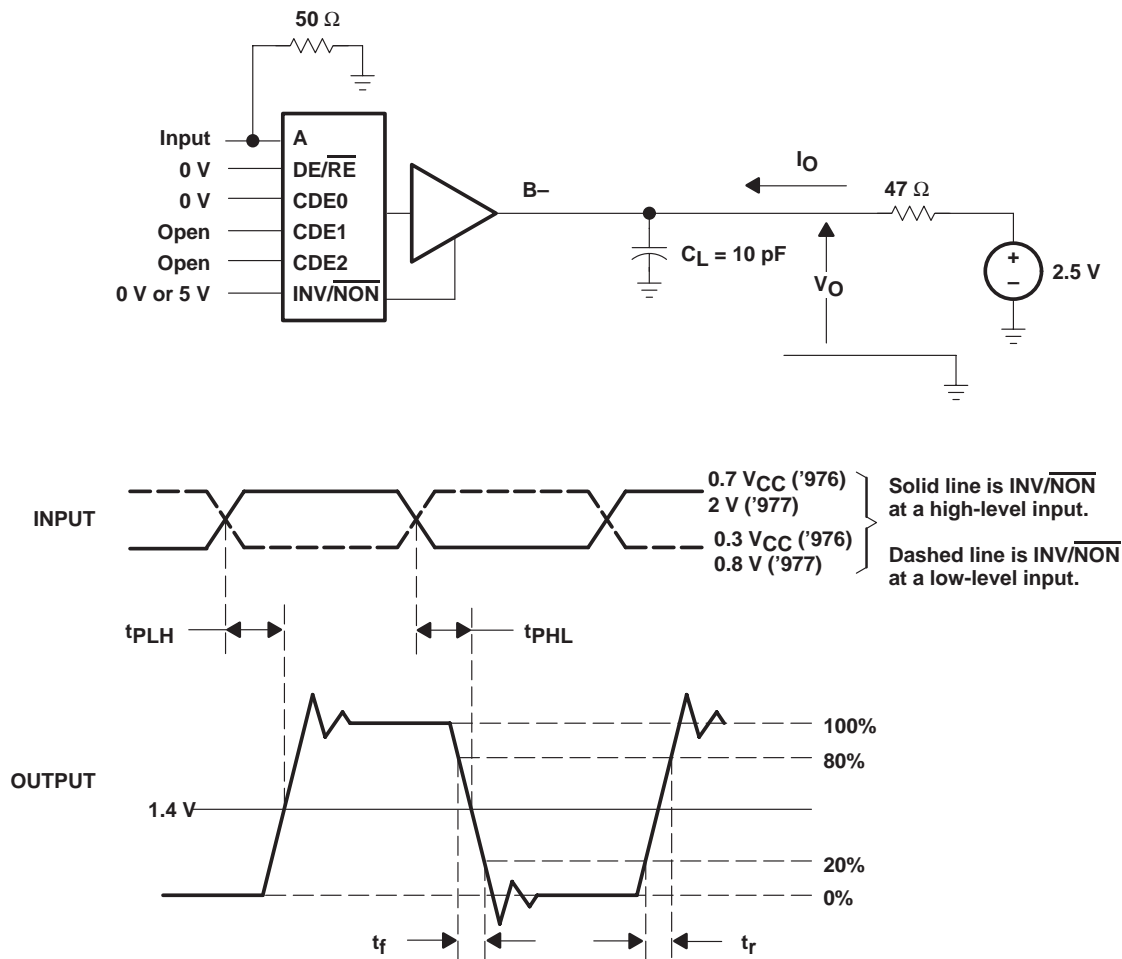 50 Ω
Input
A
0 V
DE/RE
0 V
CDE0
Open
CDE1
Open
CDE2
0 V or 5 V
INV/NON
B–
IO
47 Ω
CL = 10 pF
VO
+
–
2.5 V
INPUT
0.7 VCC ('976)
2 V ('977)
0.3 VCC ('976)
0.8 V ('977)
Solid line is INV/NON
at a high-level input.
Dashed line is INV/NON
at a low-level input.
tPLH
tPHL
OUTPUT
100%
80%
1.4 V
20%
0%
tf
tr